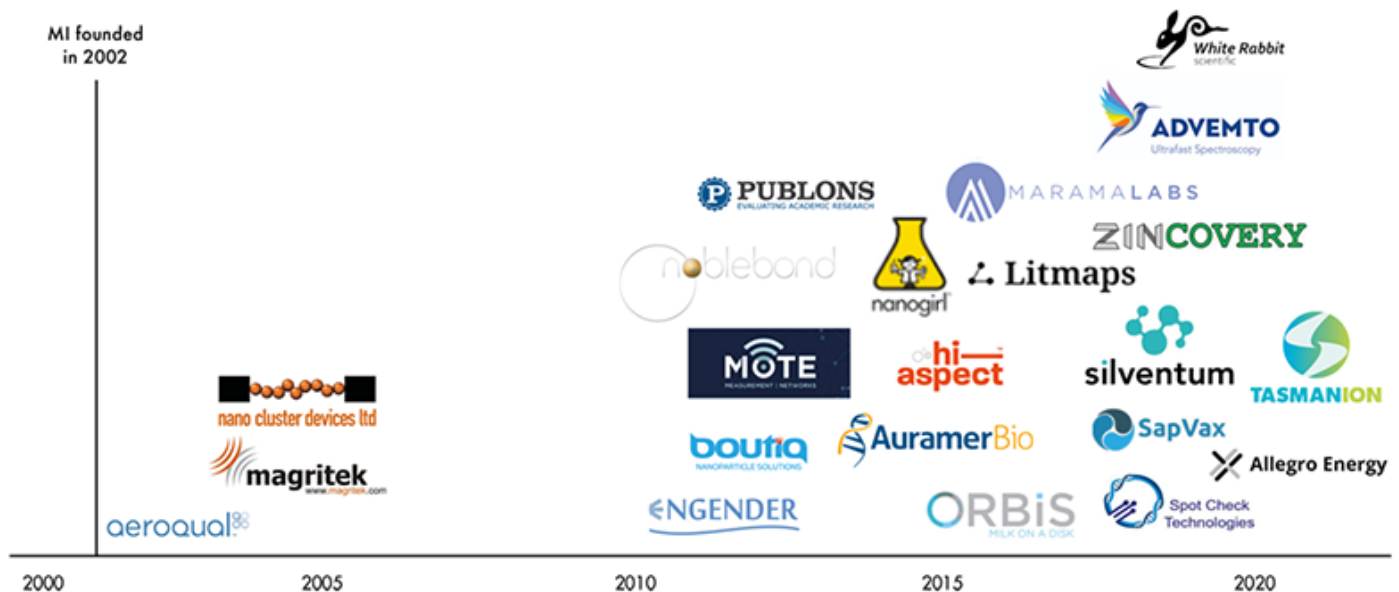 MI founded
in 2002
White Rabbit
scientific
ADVEMTO
Ultrafast Spectroscopy
P PUBLONS
EVALUATING ACADEMIC RESEARCH
MARAMALABS
ZINCOVERY
noblebond
nanogirl
Litmaps
MOTE
MEASUREMENT | NETWORKS
hi-
aspect
silventum
TASMANION
nano cluster devices ltd
boutiq
NANOPARTICLE SOLUTIONS
AuramerBio
SapVax
Allegro Energy
magritek
www.magritek.com
ENGENDER
ORBiS
MILK ON A DISK
Spot Check
Technologies
aeroqual
2000 2005 2010 2015 2020